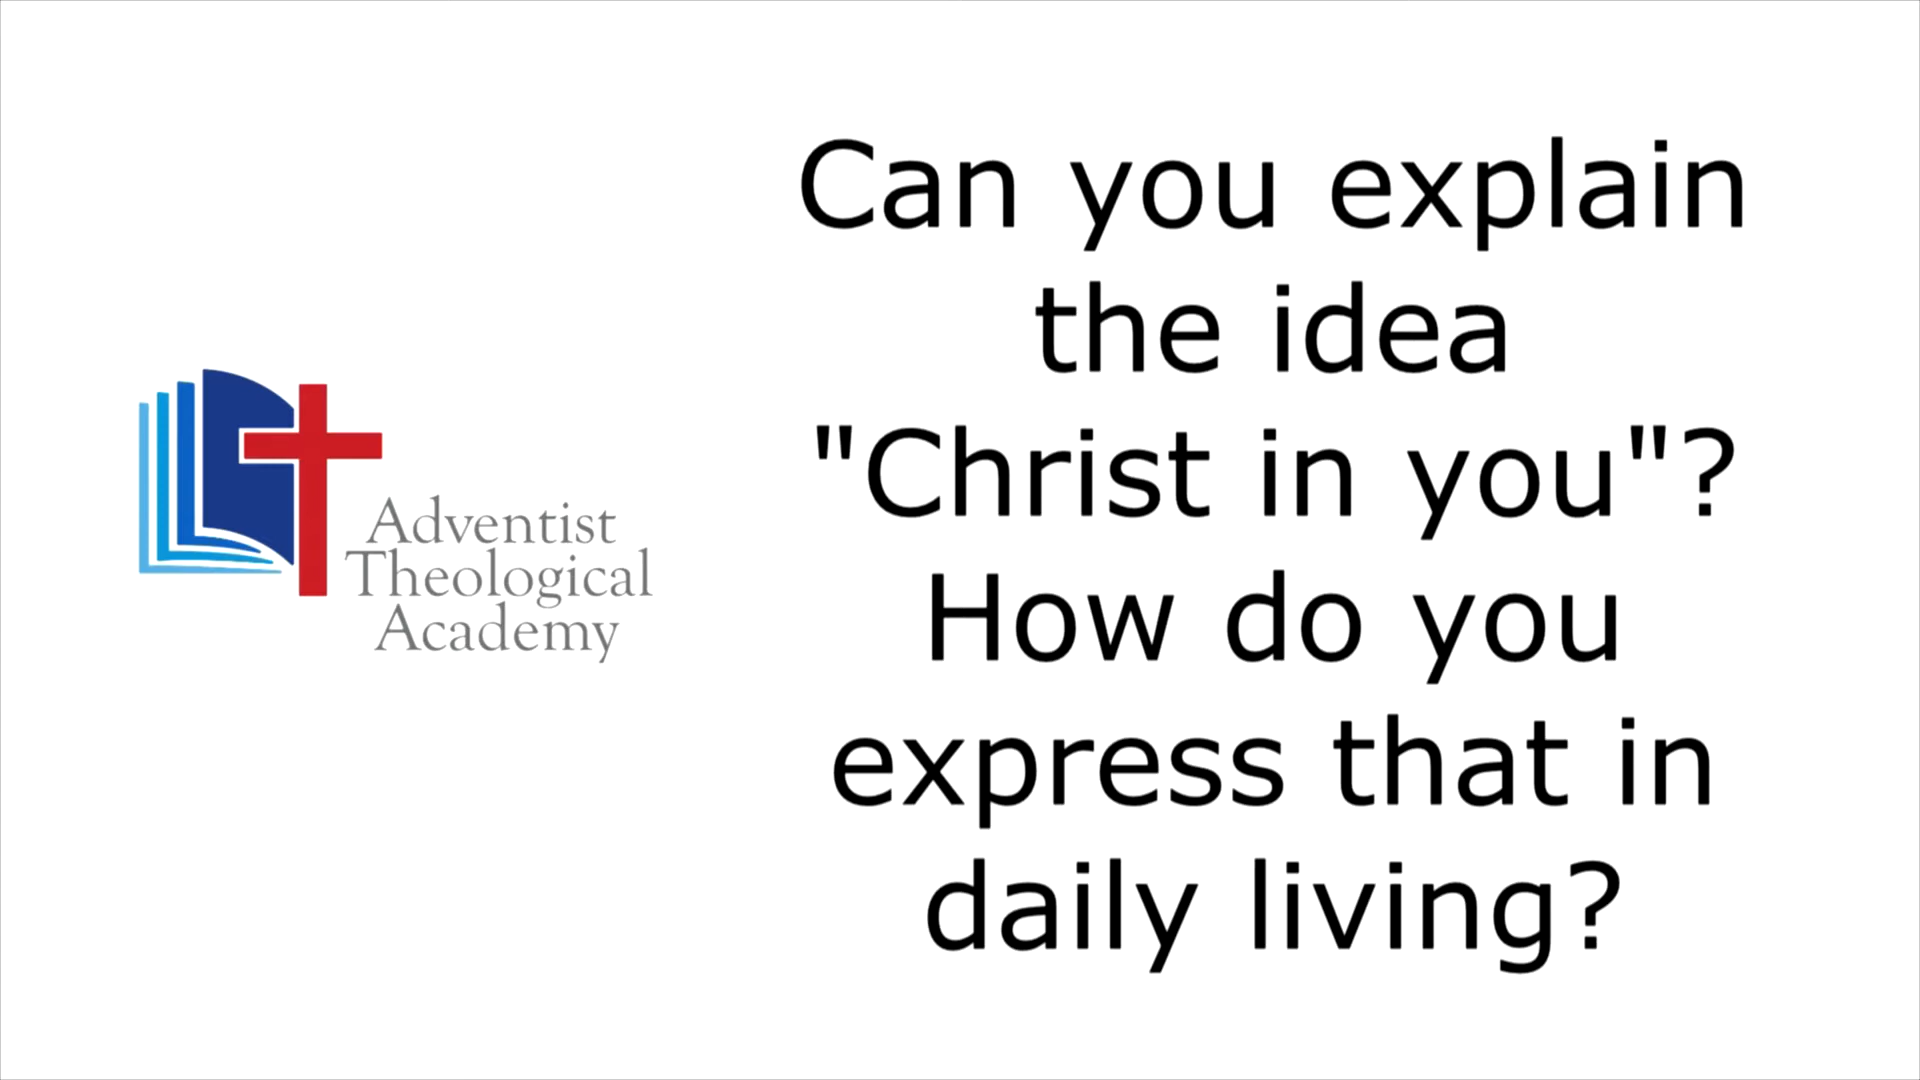 Adventist
Theological
Academy
Can you explain
the idea
"Christ in you"?
How do you
express that in
daily living?